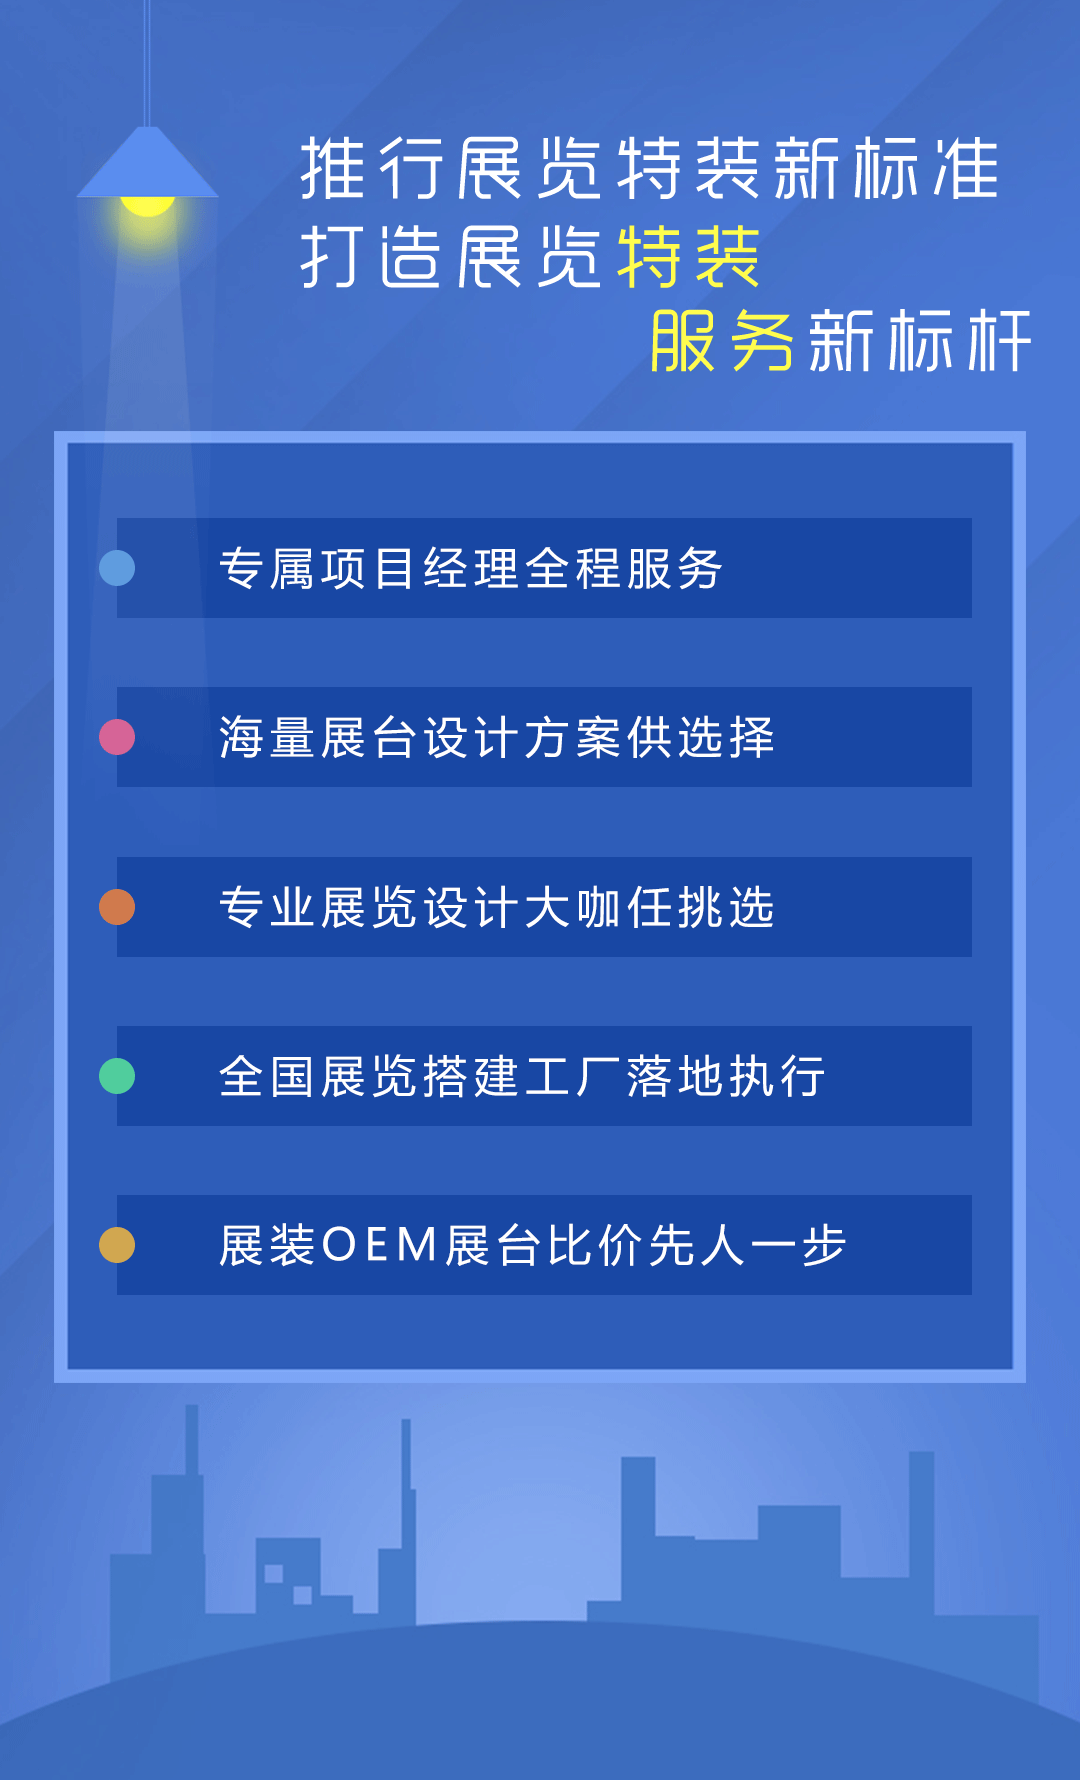 推行展览特装新标准
打造展览特装
服务新标杆
专属项目经理全程服务
海量展台设计方案供选择
专业展览设计大咖任挑选
全国展览搭建工厂落地执行
展装OEM展台比价先人一步